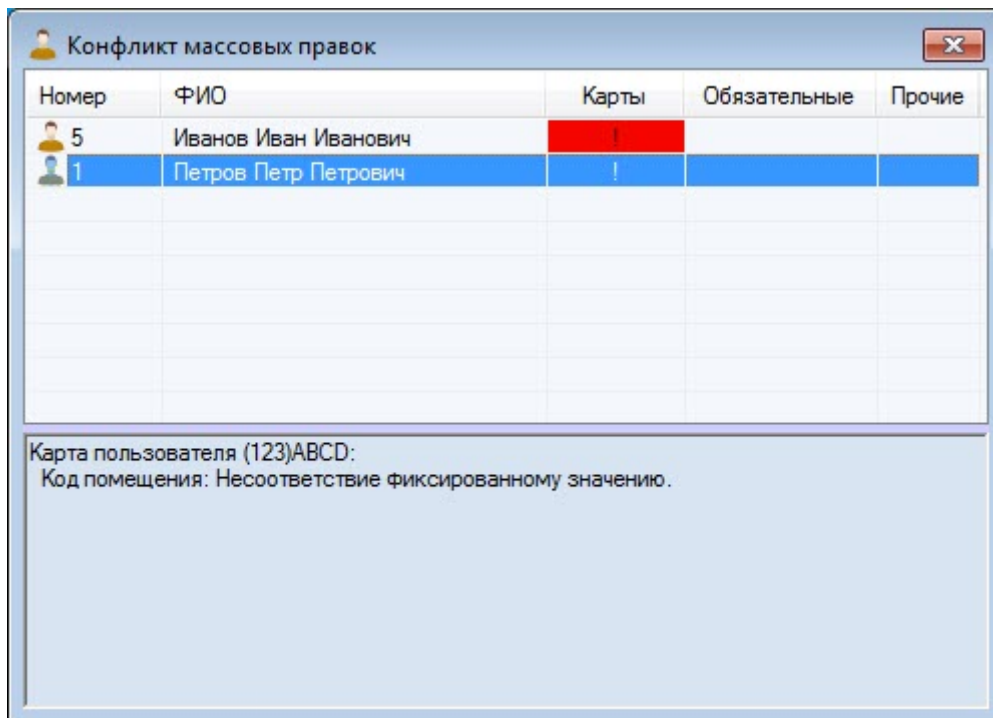 Конфликт массовых правок
Номер ФИО Карты Обязательные Прочие
5 Иванов Иван Иванович !
1 Петров Петр Петрович !
Карта пользователя (123)ABCD:
Код помещения: Несоответствие фиксированному значению.